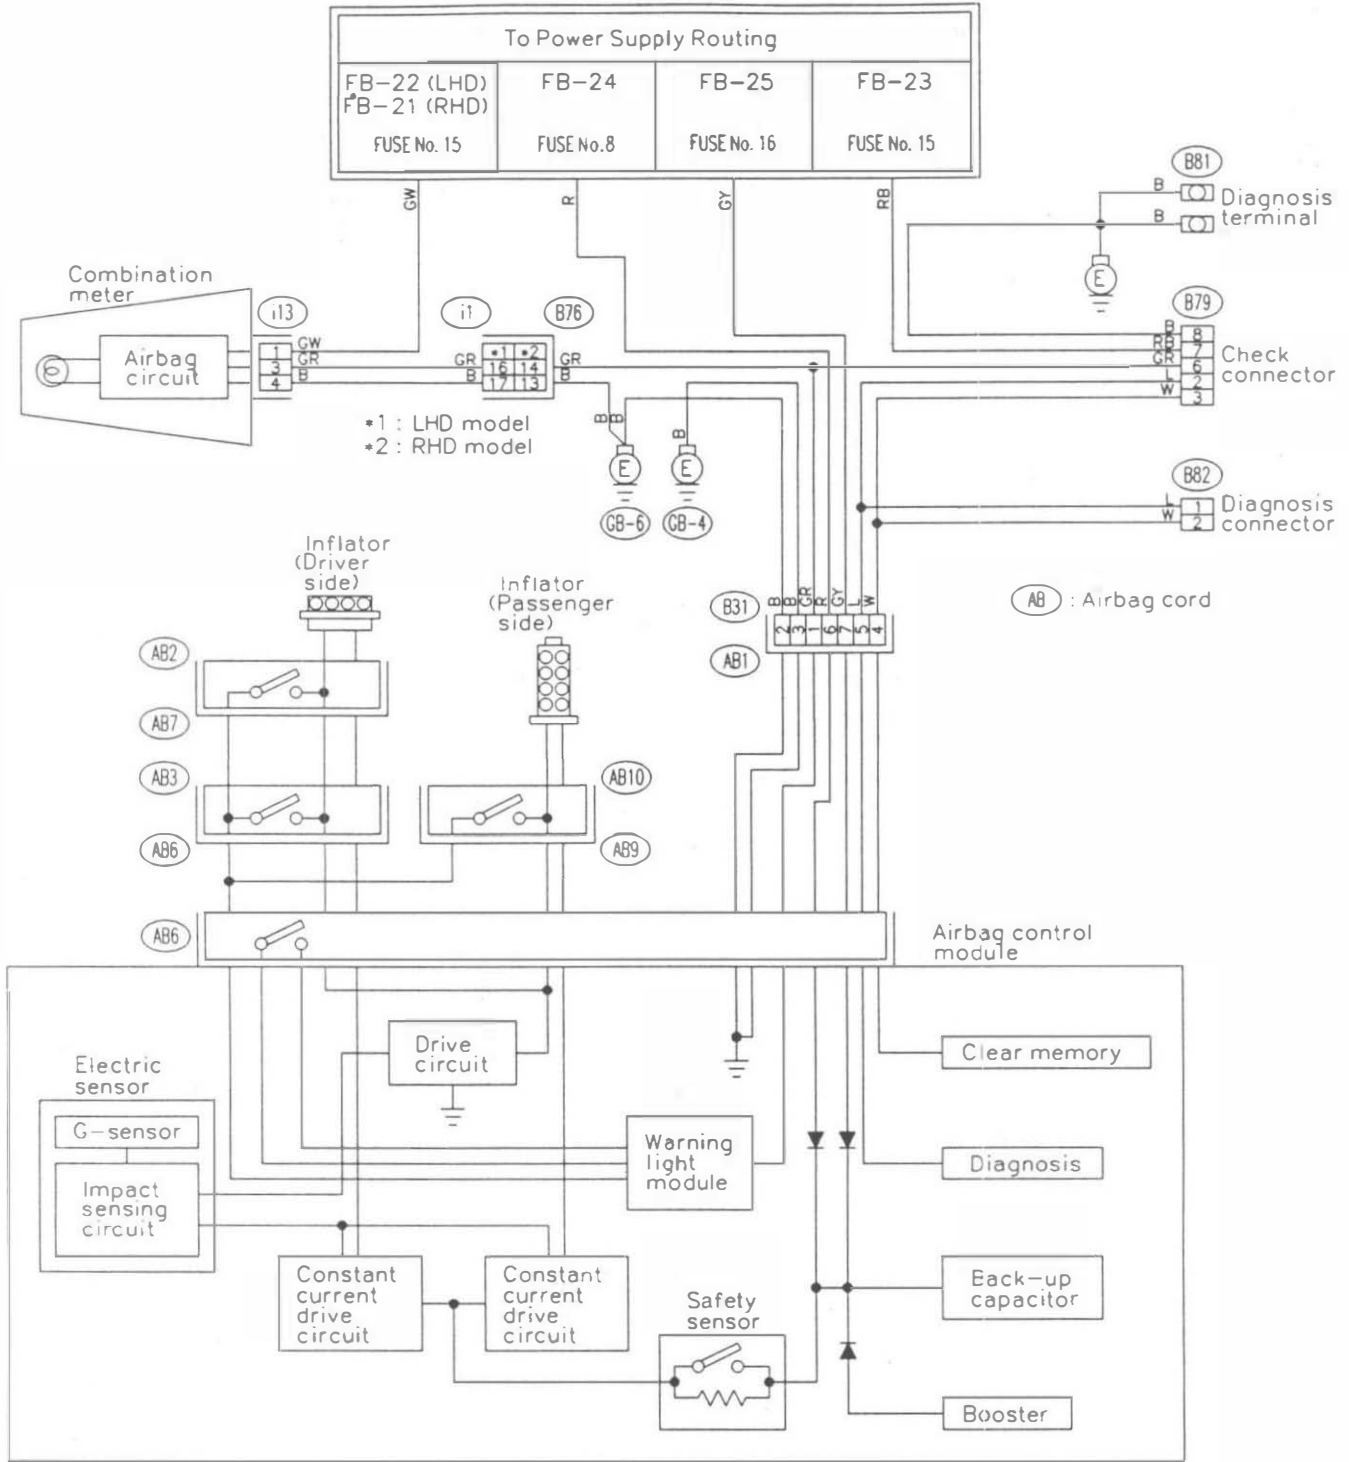 To Power Supply Routing
FB-22 (LHD)
FB-21 (RHD)
FUSE No. 15
FB-24
FUSE No.8
FB-25
FUSE No. 16
FB-23
FUSE No. 15
GW
R
GY
RB
B81
B
B
Diagnosis
terminal
E
Combination
meter
Airbag
circuit
i13
1
3
4
GW
GR
B
i1
B76
GR
B
*1
*2
16
14
17
13
GR
B
*1 : LHD model
*2 : RHD model
B
B
B
E
E
GB-6
GB-4
B79
B
RB
GR
L
W
8
7
6
2
3
Check
connector
B82
L
W
1
2
Diagnosis
connector
AB : Airbag cord
Inflator
(Driver
side)
Inflator
(Passenger
side)
B31
B
B
GR
R
GY
L
W
2
3
1
6
7
5
4
AB1
AB2
AB7
AB3
AB6
AB10
AB9
AB6
Airbag control
module
Electric
sensor
G-sensor
Impact
sensing
circuit
Drive
circuit
Warning
light
module
Clear memory
Diagnosis
Constant
current
drive
circuit
Constant
current
drive
circuit
Safety
sensor
Eack-up
capacitor
Booster